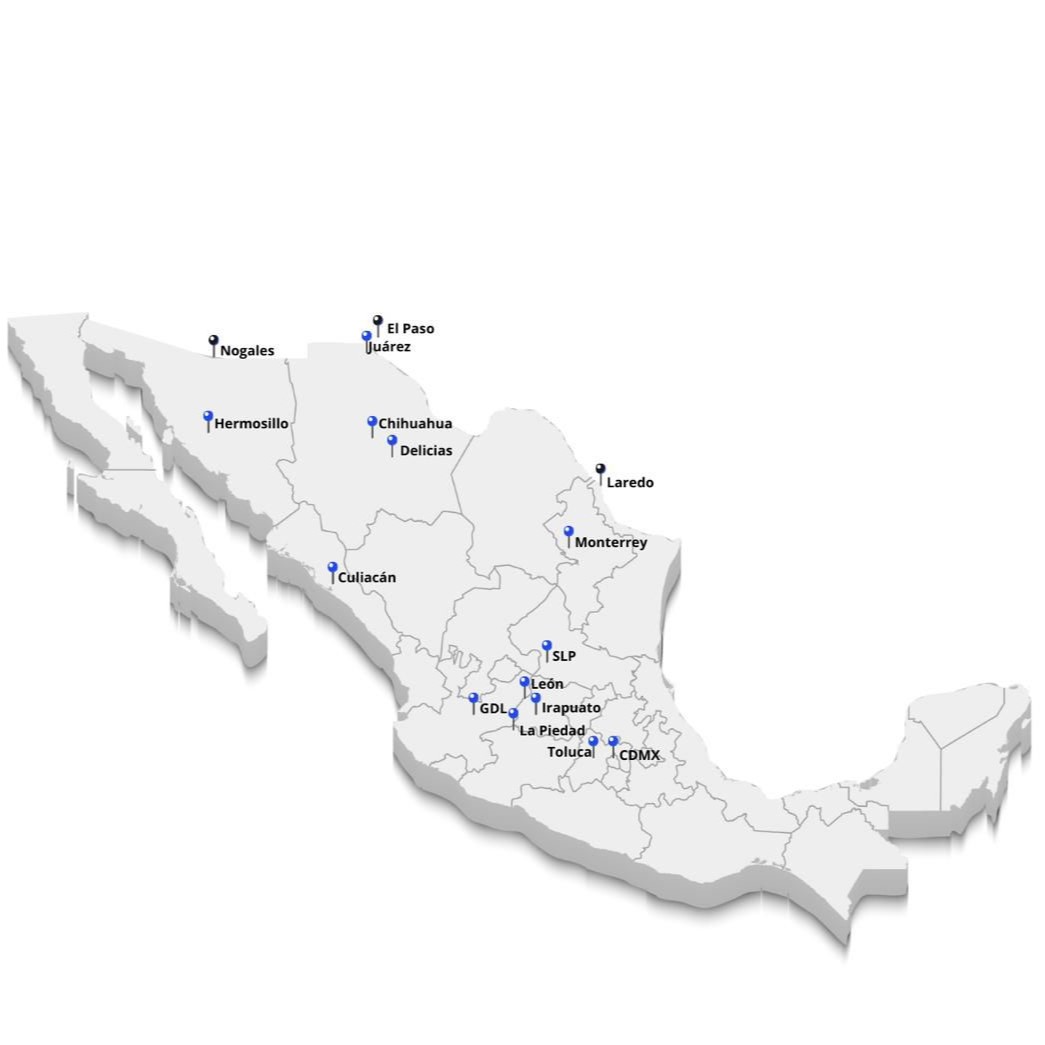 El Paso
Juárez
Nogales
Hermosillo
Chihuahua
Delicias
Laredo
Monterrey
Culiacán
SLP
León
GDL
Irapuato
La Piedad
Toluca
CDMX